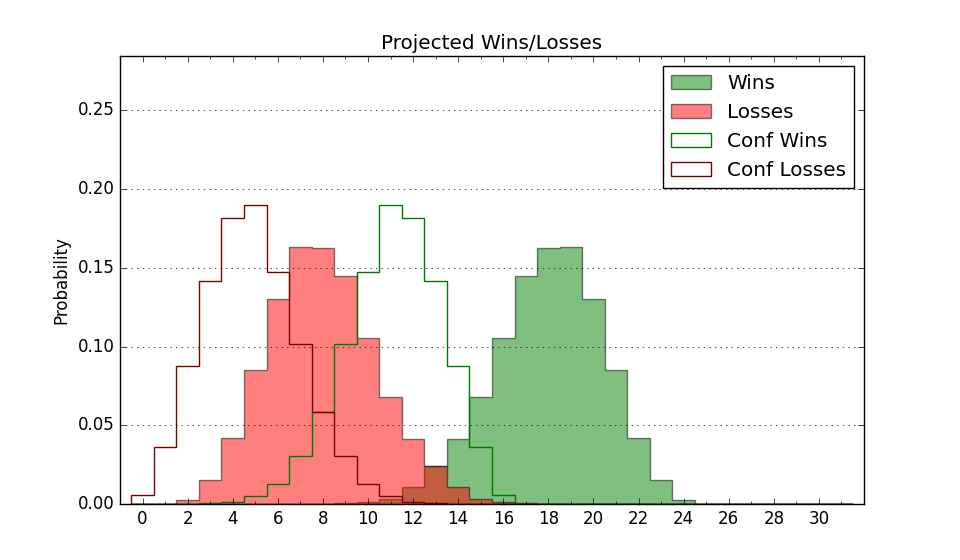 Projected Wins/Losses
Wins
Losses
Conf Wins
Conf Losses
Probability
0.25
0.20
0.15
0.10
0.05
0.00
0 2 4 6 8 10 12 14 16 18 20 22 24 26 28 30